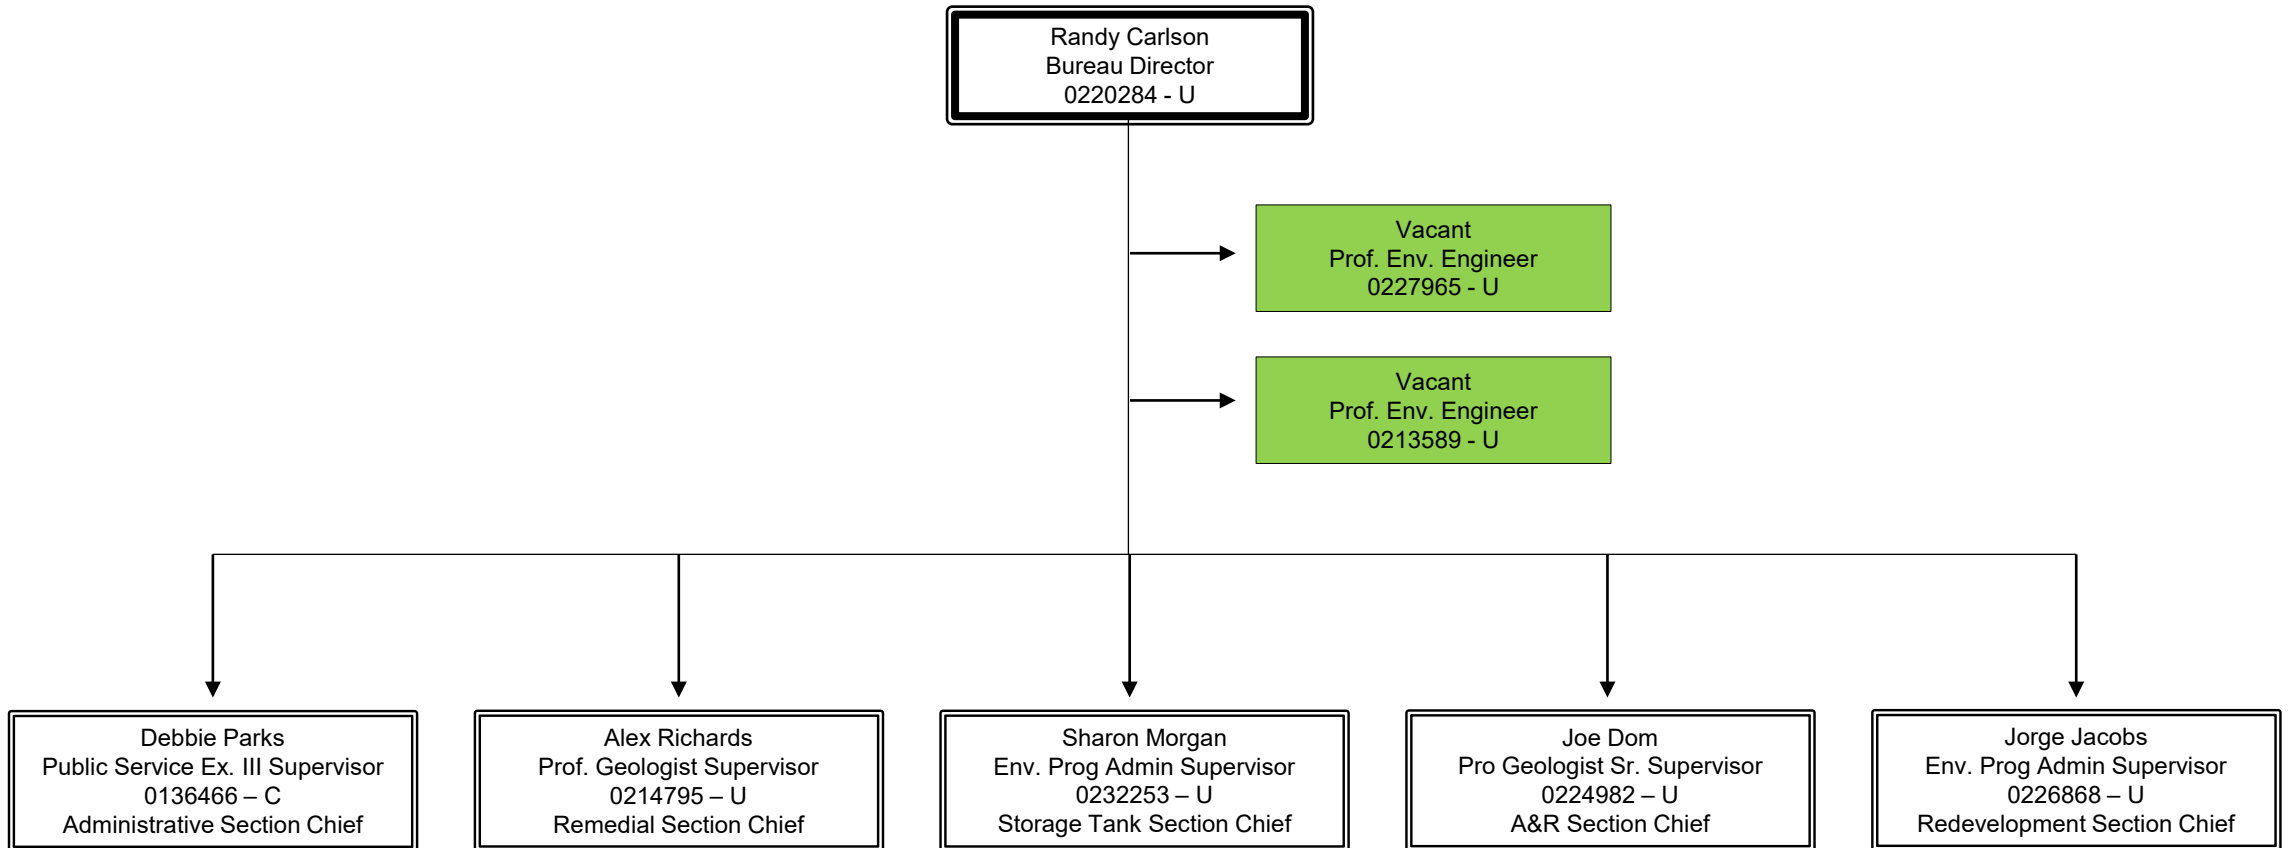 Randy Carlson
Bureau Director
0220284 - U
Vacant
Prof. Env. Engineer
0227965 - U
Vacant
Prof. Env. Engineer
0213589 - U
Debbie Parks
Public Service Ex. III Supervisor
0136466 – C
Administrative Section Chief
Alex Richards
Prof. Geologist Supervisor
0214795 – U
Remedial Section Chief
Sharon Morgan
Env. Prog Admin Supervisor
0232253 – U
Storage Tank Section Chief
Joe Dom
Pro Geologist Sr. Supervisor
0224982 – U
A&R Section Chief
Jorge Jacobs
Env. Prog Admin Supervisor
0226868 – U
Redevelopment Section Chief